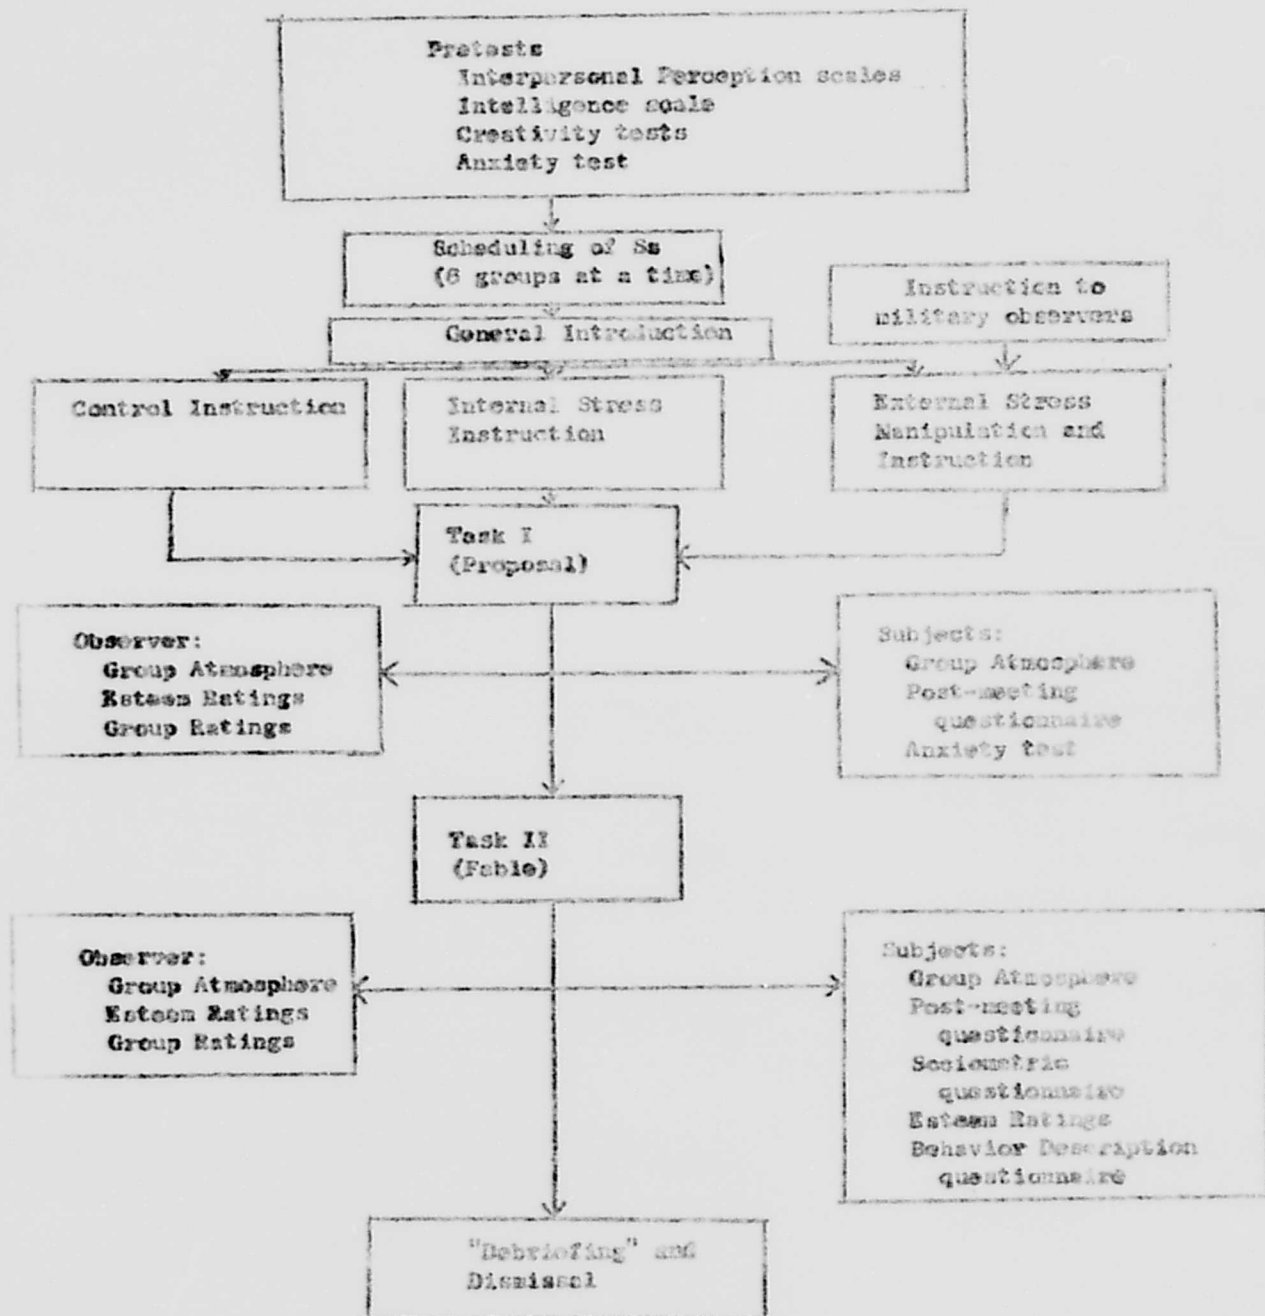 Pretests
Interpersonal Perception scales
Intelligence scale
Creativity tests
Anxiety test
Scheduling of Ss
(6 groups at a time)
Instruction to
military observers
General Introduction
Control Instruction
Internal Stress
Instruction
External Stress
Manipulation and
Instruction
Task I
(Proposal)
Observer:
Group Atmosphere
Esteem Ratings
Group Ratings
Subjects:
Group Atmosphere
Post-meeting
questionnaire
Anxiety test
Task II
(Fable)
Observer:
Group Atmosphere
Esteem Ratings
Group Ratings
Subjects:
Group Atmosphere
Post-meeting
questionnaire
Sociometric
questionnaire
Esteem Ratings
Behavior Description
questionnaire
"Debriefing" and
Dismissal